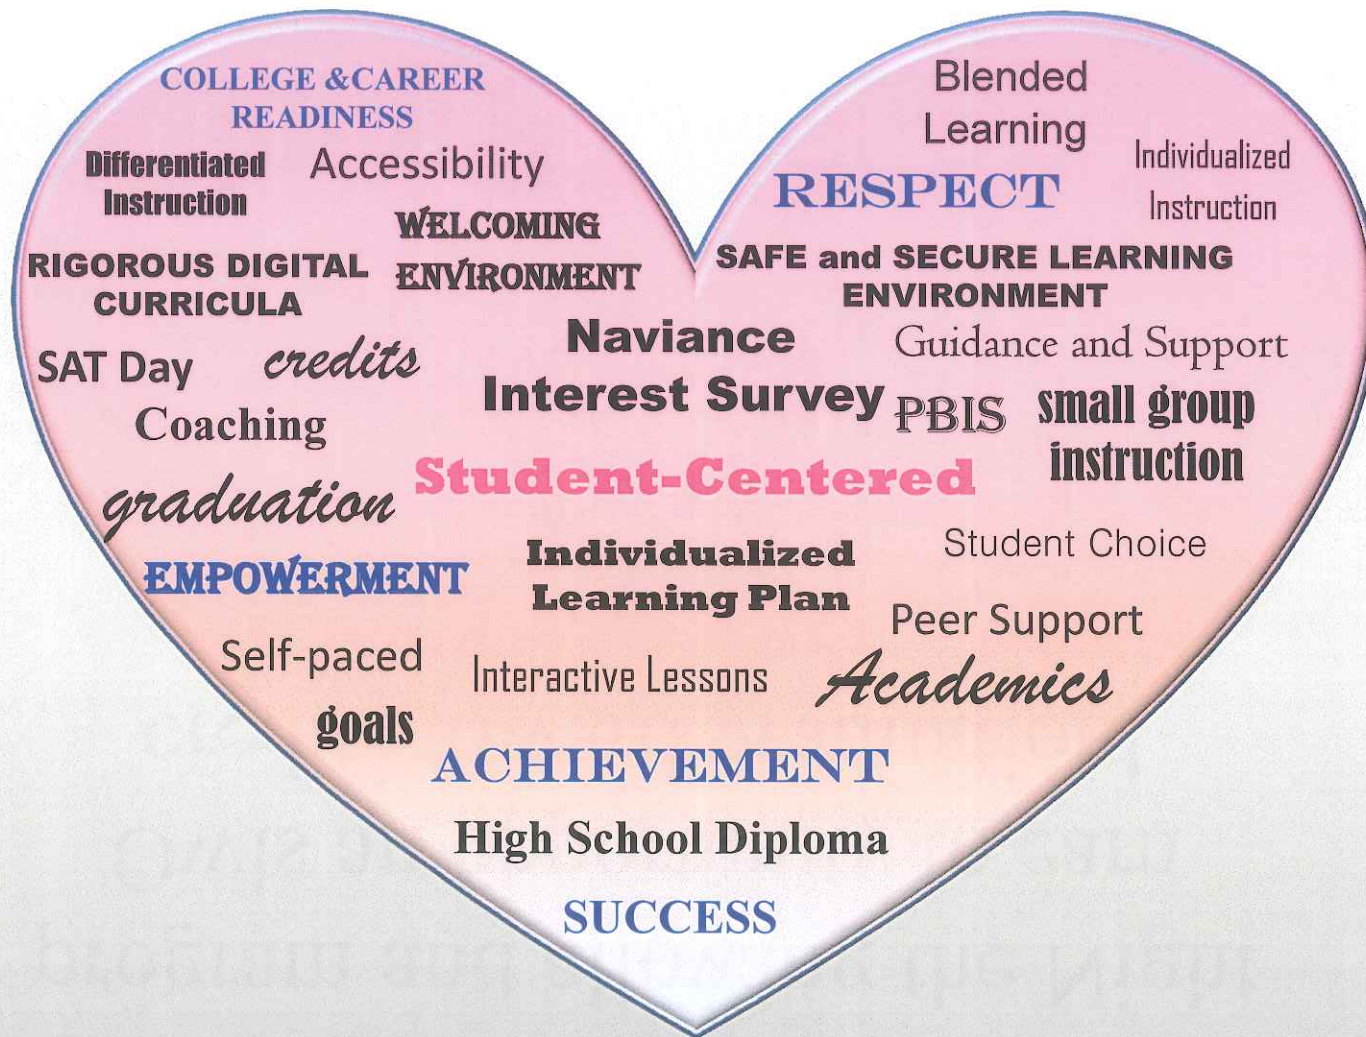 COLLEGE &CAREER
READINESS
Blended
Learning
Differentiated
Instruction
Accessibility
RESPECT
Individualized
Instruction
WELCOMING
ENVIRONMENT
RIGOROUS DIGITAL
CURRICULA
SAFE and SECURE LEARNING
ENVIRONMENT
SAT Day
credits
Naviance
Interest Survey
Guidance and Support
Coaching
PBIS
small group
instruction
graduation
Student-Centered
EMPOWERMENT
Individualized
Learning Plan
Student Choice
Self-paced
Interactive Lessons
Peer Support
Academics
goals
ACHIEVEMENT
High School Diploma
SUCCESS